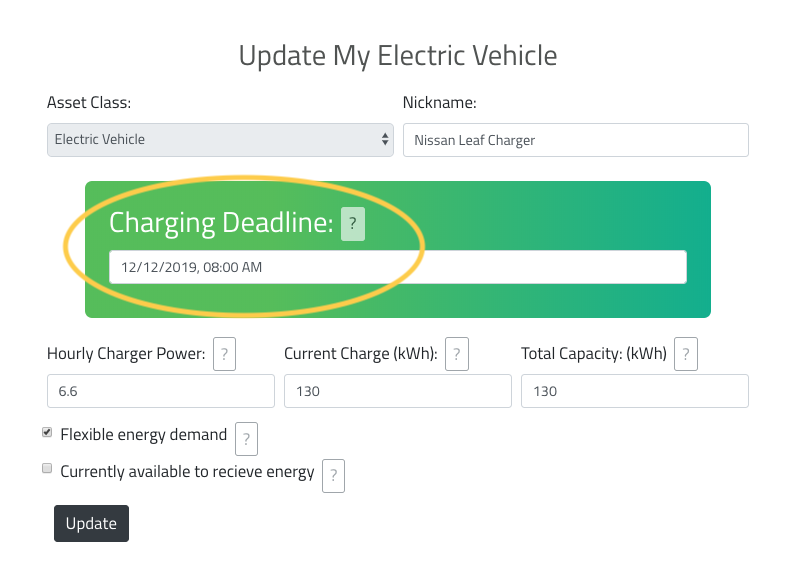 Update My Electric Vehicle
Asset Class: Nickname:
Electric Vehicle Nissan Leaf Charger
Charging Deadline: ?
12/12/2019, 08:00 AM
Hourly Charger Power: ? Current Charge (kWh): ? Total Capacity: (kWh) ?
6.6 130 130
Flexible energy demand ?
Currently available to recieve energy ?
Update